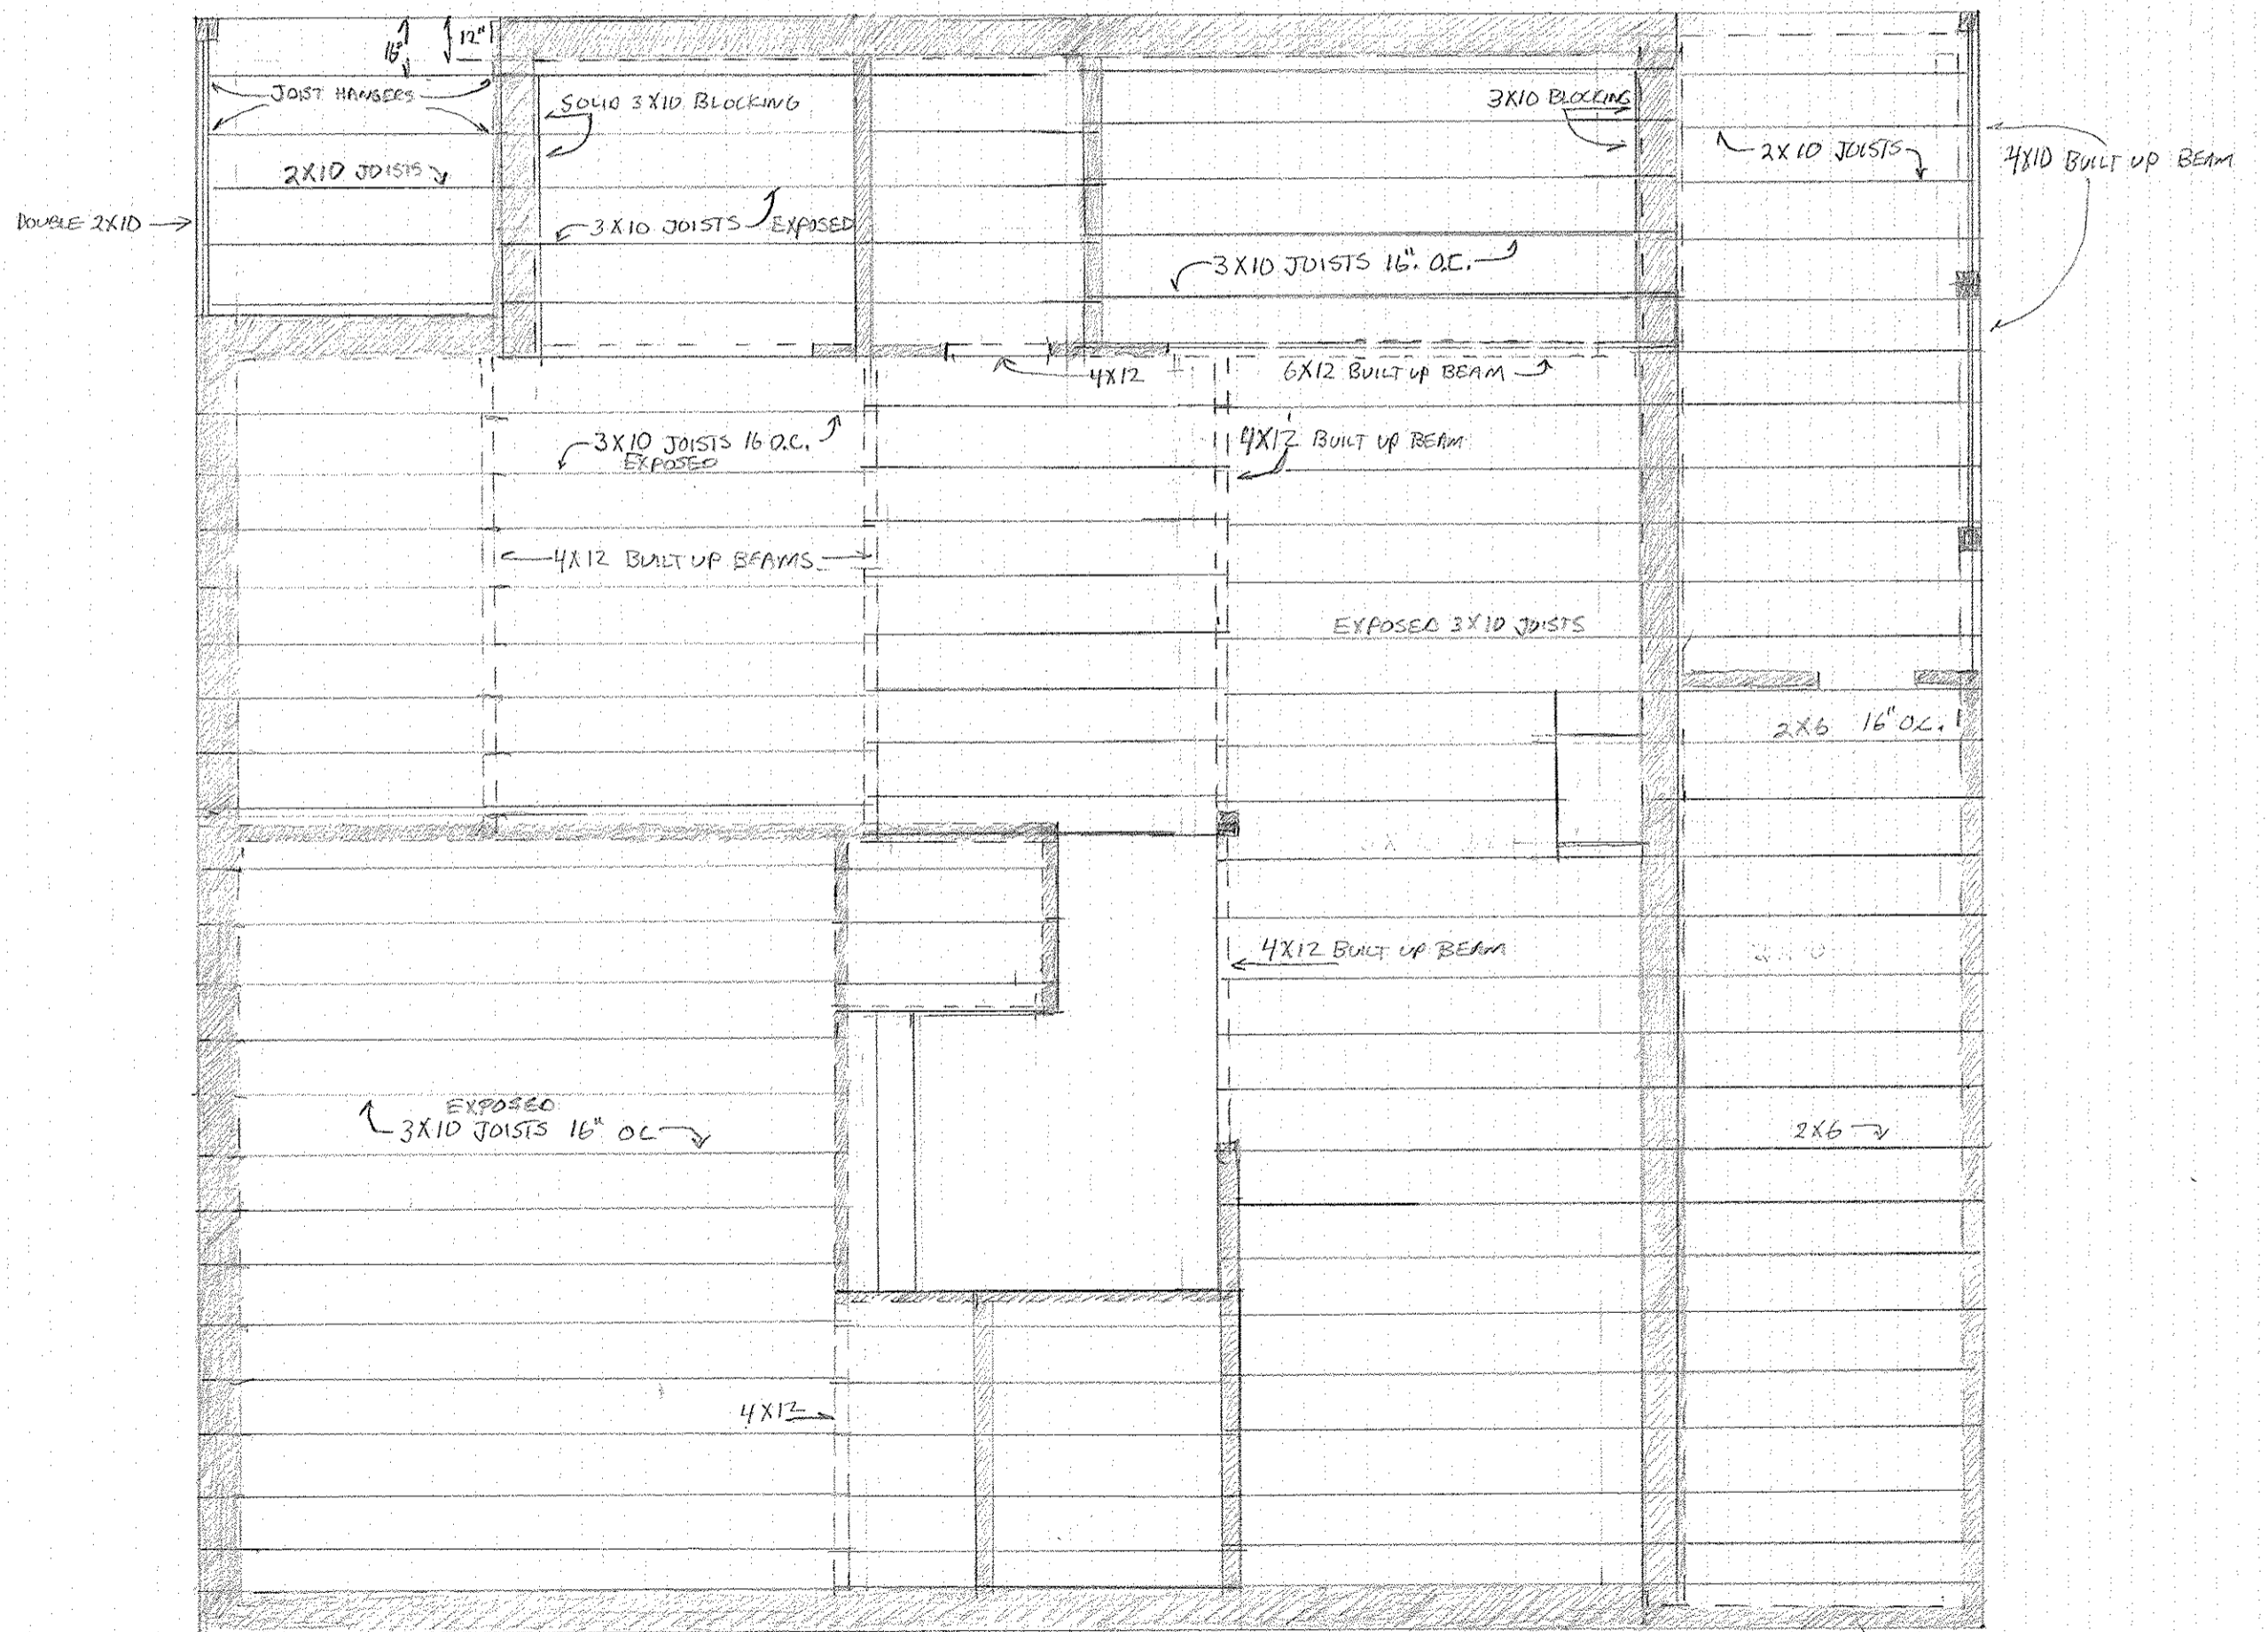 16"
12"
JOIST HANGERS
SOLID 3X10 BLOCKING
3X10 BLOCKING
2X10 JOISTS
2X10 JOISTS
4X10 BUILT UP BEAM
DOUBLE 2X10
3X10 JOISTS EXPOSED
3X10 JOISTS 16" O.C.
4X12
6X12 BUILT UP BEAM
3X10 JOISTS 16 O.C.
EXPOSED
4X12 BUILT UP BEAM
4X12 BUILT UP BEAMS
EXPOSED 3X10 JOISTS
2X6 16" O.C.
4X12 BUILT UP BEAM
EXPOSED
3X10 JOISTS 16" OC
2X6
4X12